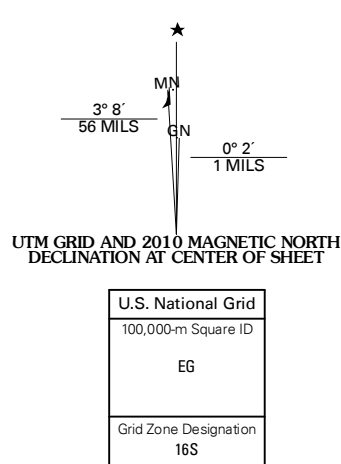 MN
3° 8´
56 MILS
GN
0° 2´
1 MILS
UTM GRID AND 2010 MAGNETIC NORTH
DECLINATION AT CENTER OF SHEET
U.S. National Grid
100,000-m Square ID
EG
Grid Zone Designation
16S